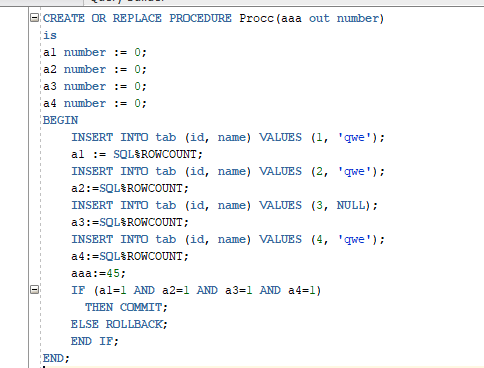 CREATE OR REPLACE PROCEDURE Procc(aaa out number)
is
a1 number := 0;
a2 number := 0;
a3 number := 0;
a4 number := 0;
BEGIN
    INSERT INTO tab (id, name) VALUES (1, 'qwe');
    a1 := SQL%ROWCOUNT;
    INSERT INTO tab (id, name) VALUES (2, 'qwe');
    a2:=SQL%ROWCOUNT;
    INSERT INTO tab (id, name) VALUES (3, NULL);
    a3:=SQL%ROWCOUNT;
    INSERT INTO tab (id, name) VALUES (4, 'qwe');
    a4:=SQL%ROWCOUNT;
    aaa:=45;
    IF (a1=1 AND a2=1 AND a3=1 AND a4=1)
      THEN COMMIT;
    ELSE ROLLBACK;
    END IF;
END;